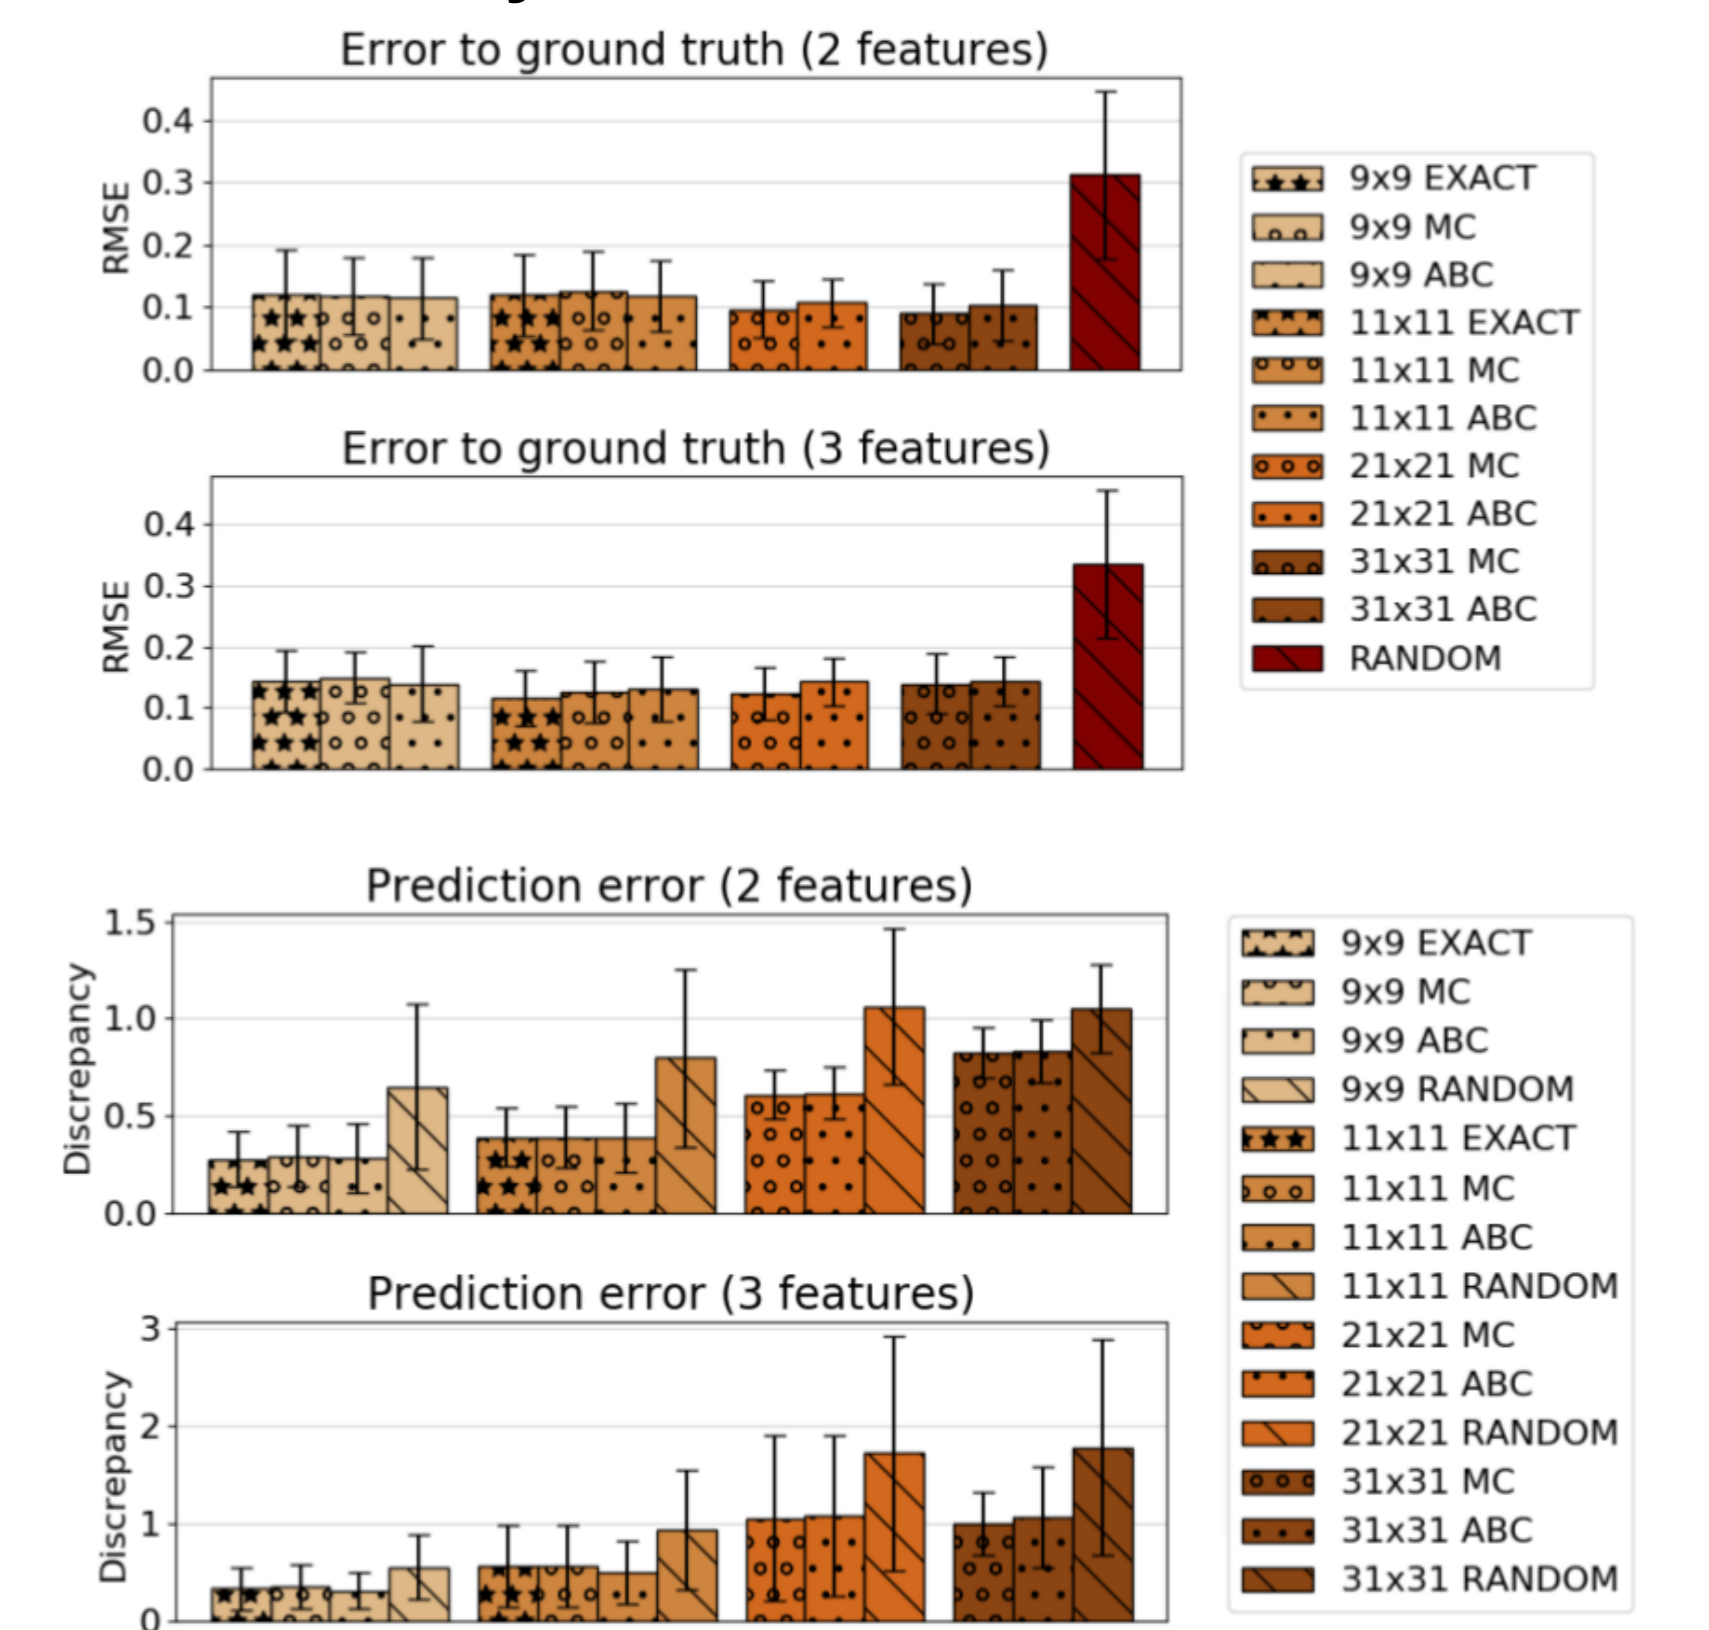 Error to ground truth (2 features)
RMSE
0.4
0.3
0.2
0.1
0.0
9x9 EXACT
9x9 MC
9x9 ABC
11x11 EXACT
11x11 MC
11x11 ABC
21x21 MC
21x21 ABC
31x31 MC
31x31 ABC
RANDOM
Error to ground truth (3 features)
RMSE
0.4
0.3
0.2
0.1
0.0
Prediction error (2 features)
Discrepancy
1.5
1.0
0.5
0.0
9x9 EXACT
9x9 MC
9x9 ABC
9x9 RANDOM
11x11 EXACT
11x11 MC
11x11 ABC
11x11 RANDOM
21x21 MC
21x21 ABC
21x21 RANDOM
31x31 MC
31x31 ABC
31x31 RANDOM
Prediction error (3 features)
Discrepancy
3
2
1
0